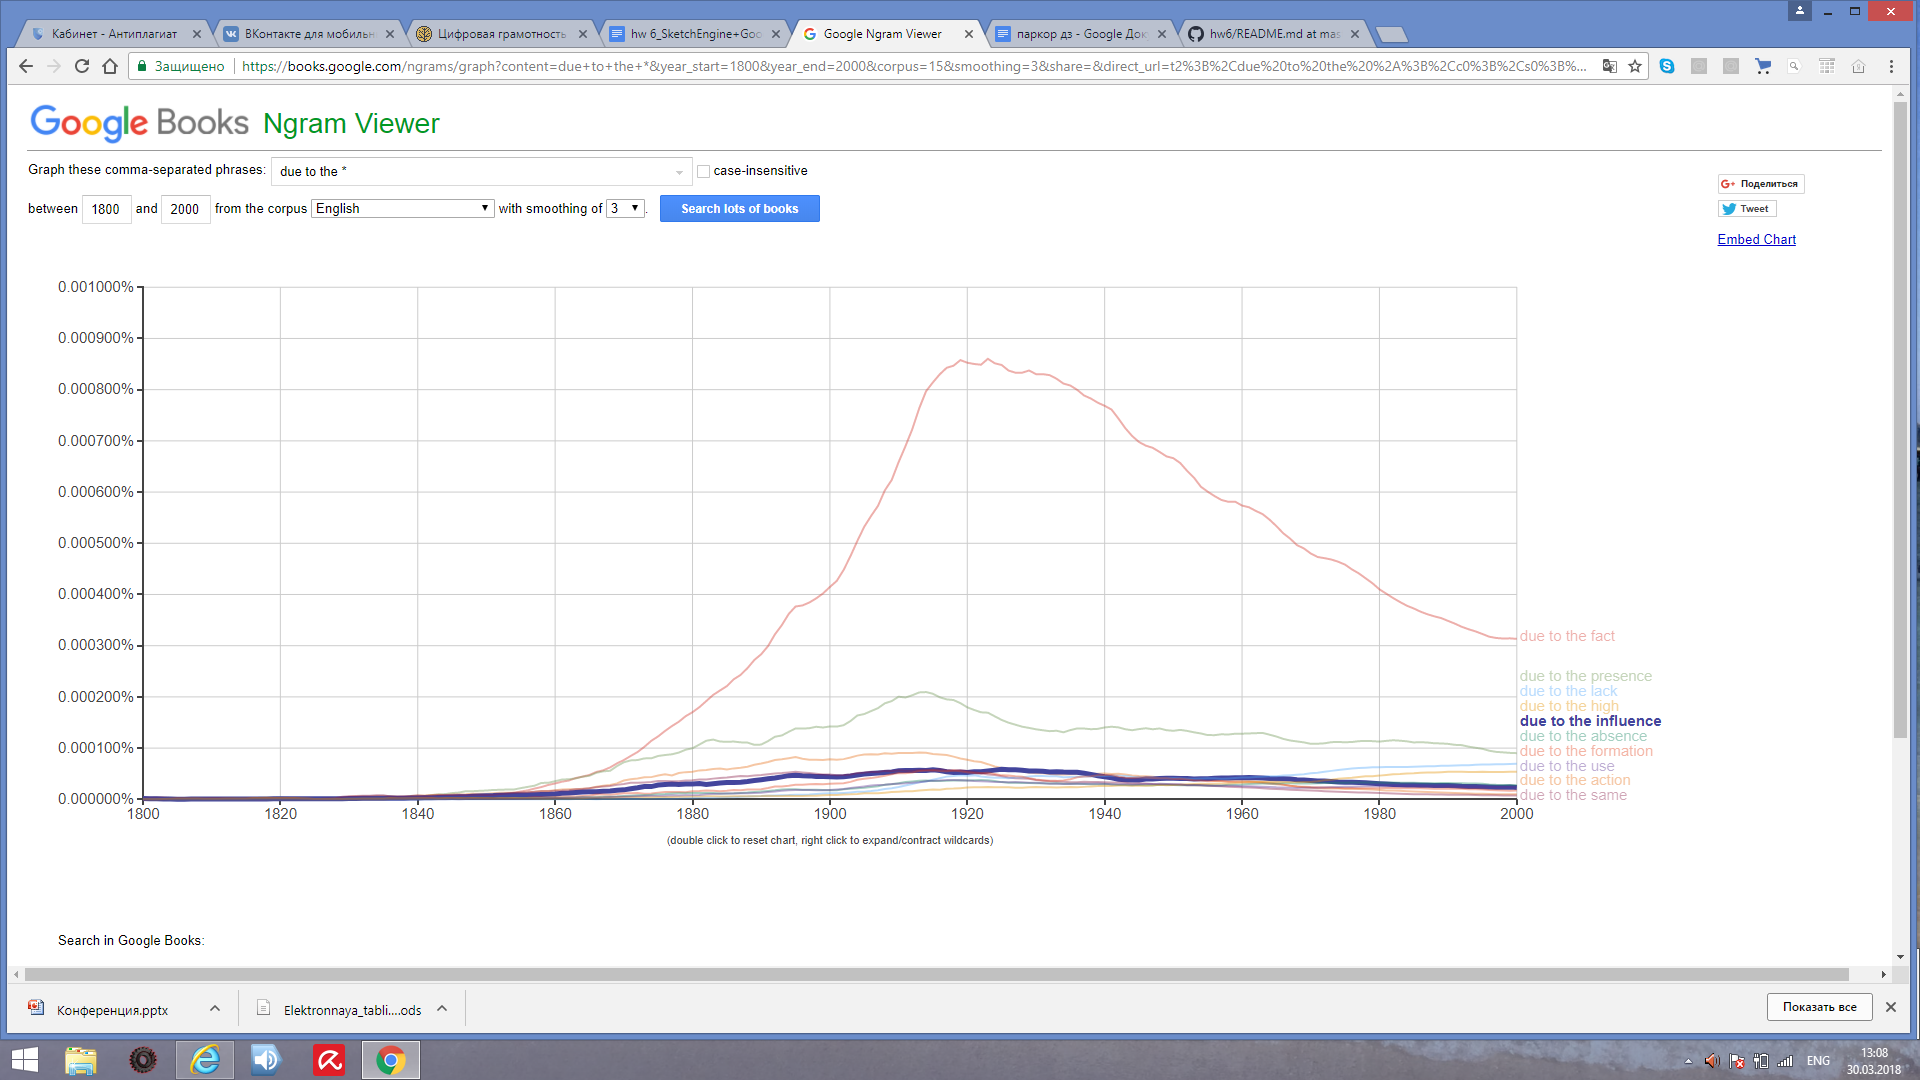 Кабинет - Антиплагиат
ВКонтакте для мобильн
Цифровая грамотность
hw 6_SketchEngine+Goo
Google Ngram Viewer
паркор дз - Google Док
hw6/README.md at mas
Защищено
https://books.google.com/ngrams/graph?content=due+to+the+*&year_start=1800&year_end=2000&corpus=15&smoothing=3&share=&direct_url=t2%3B%2Cdue%20to%20the%20%2A%3B%2Cc0%3B%2Cs0%3B%...
Google Books Ngram Viewer
Graph these comma-separated phrases: due to the * case-insensitive
between 1800 and 2000 from the corpus English with smoothing of 3 . Search lots of books
G+ Поделиться
Tweet
Embed Chart
0.001000%
0.000900%
0.000800%
0.000700%
0.000600%
0.000500%
0.000400%
0.000300%
0.000200%
0.000100%
0.000000%
due to the fact
due to the presence
due to the lack
due to the high
due to the influence
due to the absence
due to the formation
due to the use
due to the action
due to the same
1800 1820 1840 1860 1880 1900 1920 1940 1960 1980 2000
(double click to reset chart, right click to expand/contract wildcards)
Search in Google Books:
Конференция.pptx
Elektronnaya_tabli....ods
Показать все
ENG
13:08
30.03.2018